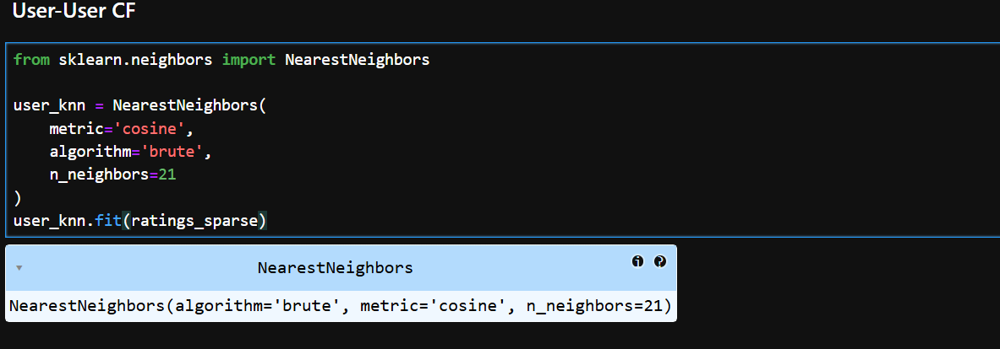 User-User CF
from sklearn.neighbors import NearestNeighbors
user_knn = NearestNeighbors(
    metric='cosine',
    algorithm='brute',
    n_neighbors=21
)
user_knn.fit(ratings_sparse)
NearestNeighbors
i ?
NearestNeighbors(algorithm='brute', metric='cosine', n_neighbors=21)